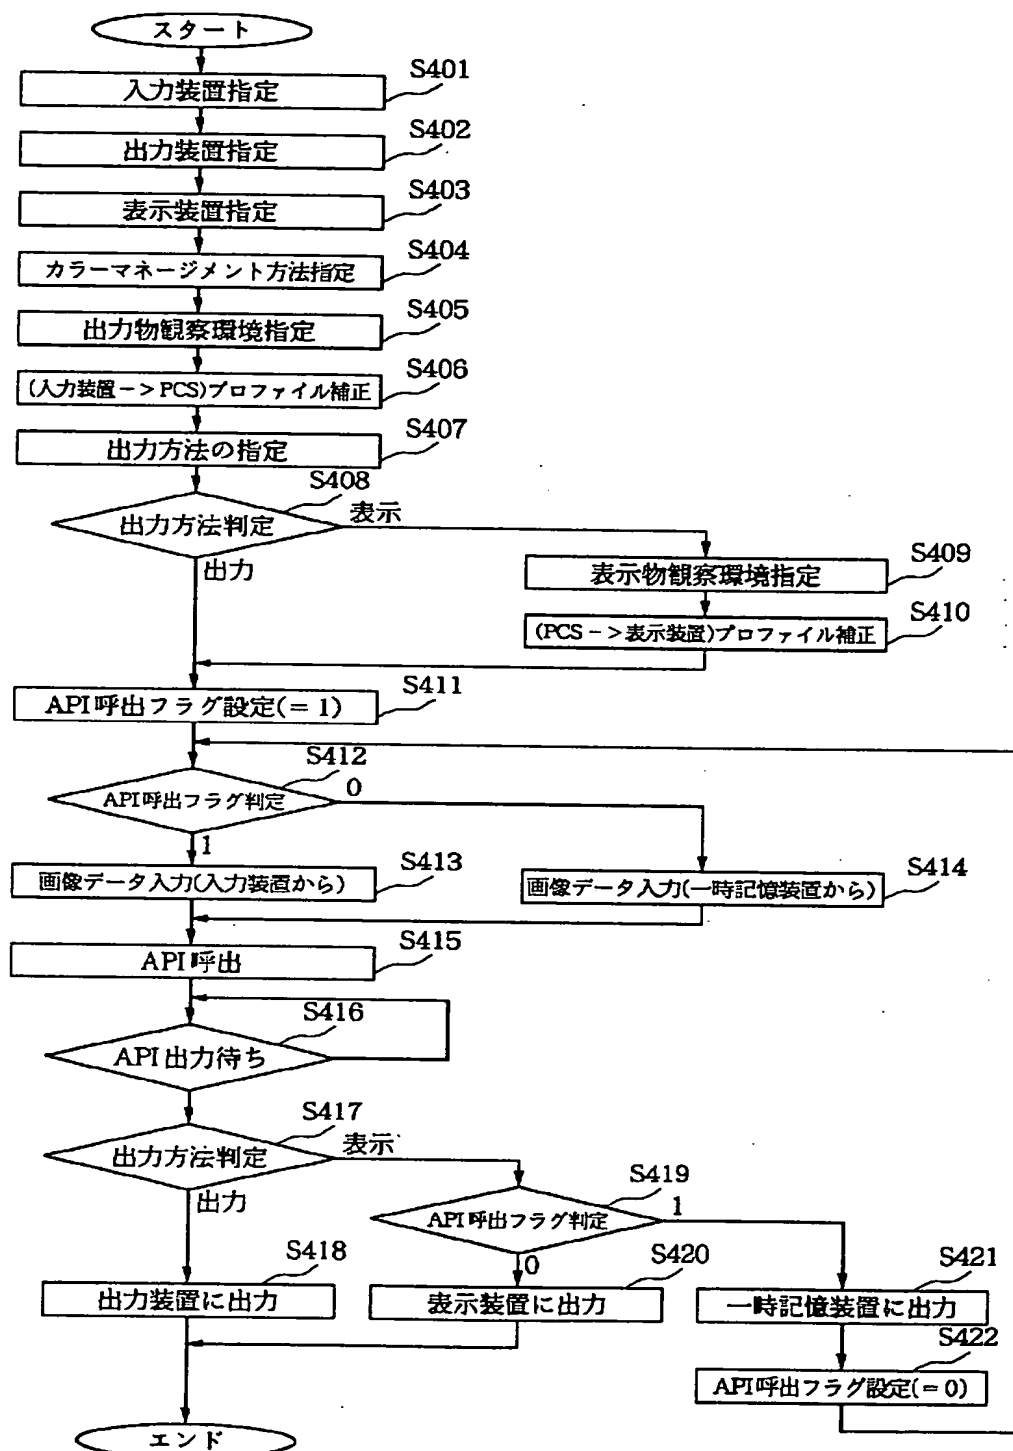 スタート
S401
入力装置指定
S402
出力装置指定
S403
表示装置指定
S404
カラーマネージメント方法指定
S405
出力物観察環境指定
S406
(入力装置－> PCS)プロファイル補正
S407
出力方法の指定
S408
出力方法判定
表示
出力
S409
表示物観察環境指定
S410
(PCS－>表示装置)プロファイル補正
S411
API呼出フラグ設定(＝1)
S412
API呼出フラグ判定
0
1
S413
画像データ入力(入力装置から)
S414
画像データ入力(一時記憶装置から)
S415
API呼出
S416
API出力待ち
S417
出力方法判定
表示
出力
S419
API呼出フラグ判定
1
0
S418
出力装置に出力
S420
表示装置に出力
S421
一時記憶装置に出力
S422
API呼出フラグ設定(＝0)
エンド